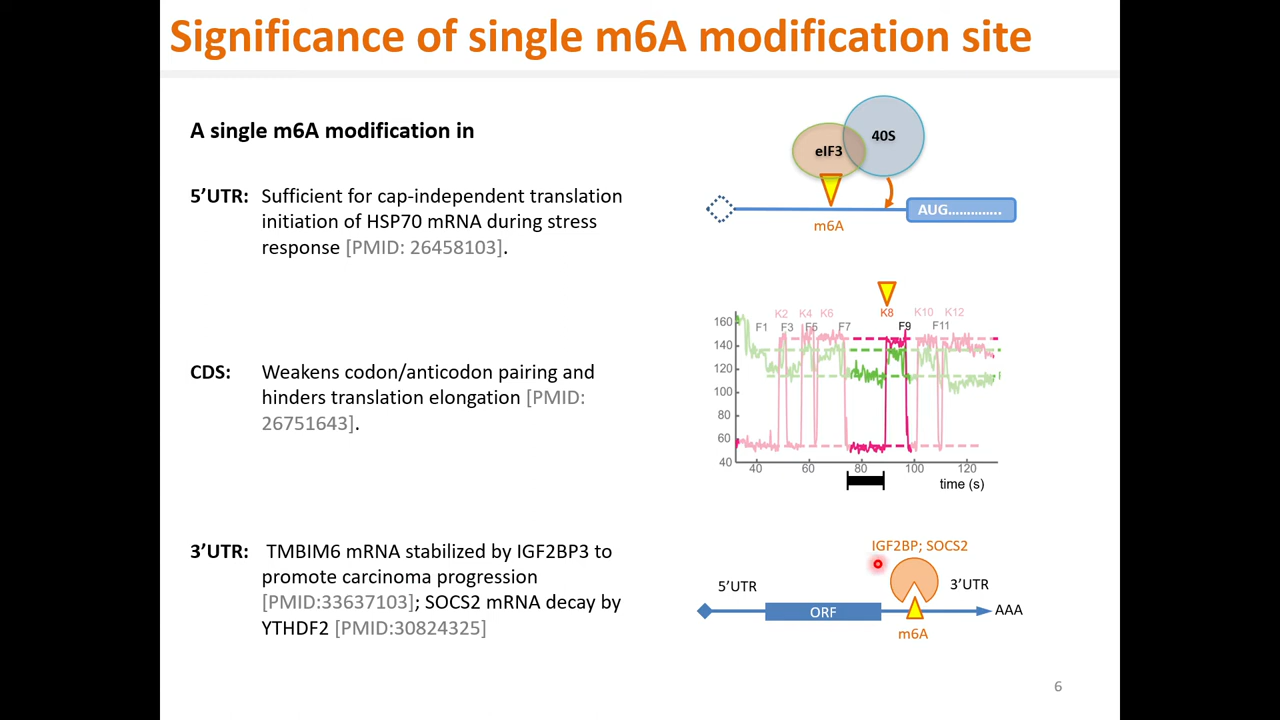 Significance of single m6A modification site
A single m6A modification in
5’UTR: Sufficient for cap-independent translation
initiation of HSP70 mRNA during stress
response [PMID: 26458103].
eIF3
40S
AUG..............
m6A
CDS: Weakens codon/anticodon pairing and
hinders translation elongation [PMID:
26751643].
K2 K4 K6 K8 K10 K12
F1 F3 F5 F7 F9 F11
160
140
120
100
80
60
40
40 60 80 100 120
time (s)
3’UTR: TMBIM6 mRNA stabilized by IGF2BP3 to
promote carcinoma progression
[PMID:33637103]; SOCS2 mRNA decay by
YTHDF2 [PMID:30824325]
IGF2BP; SOCS2
5’UTR
3’UTR
ORF
AAA
m6A
6